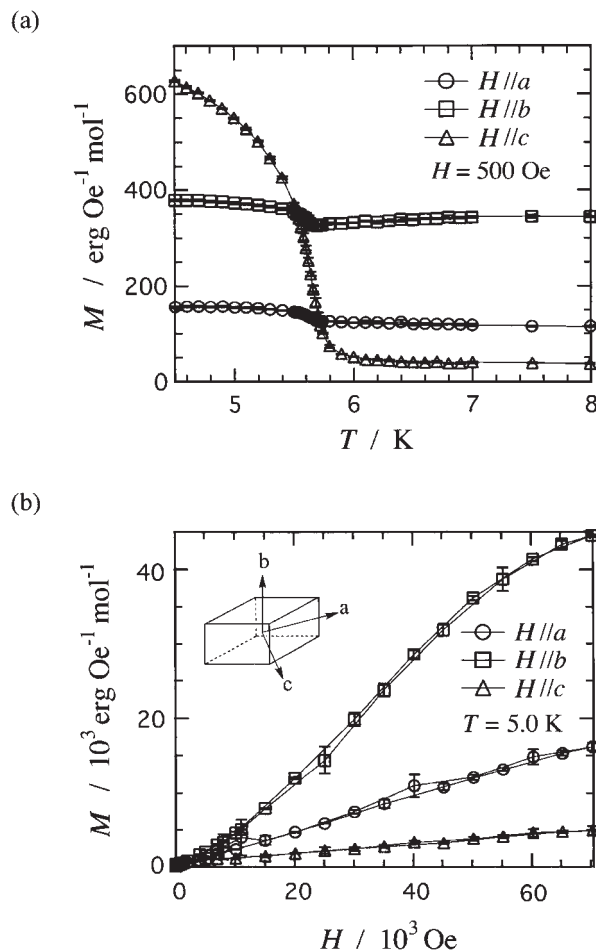 (a)
600
400
200
0
M / erg Oe⁻¹ mol⁻¹
H//a
H//b
H//c
H = 500 Oe
5 6 7 8
T / K
(b)
40
20
0
M / 10³ erg Oe⁻¹ mol⁻¹
b
a
c
H//a
H//b
H//c
T = 5.0 K
0 20 40 60
H / 10³ Oe